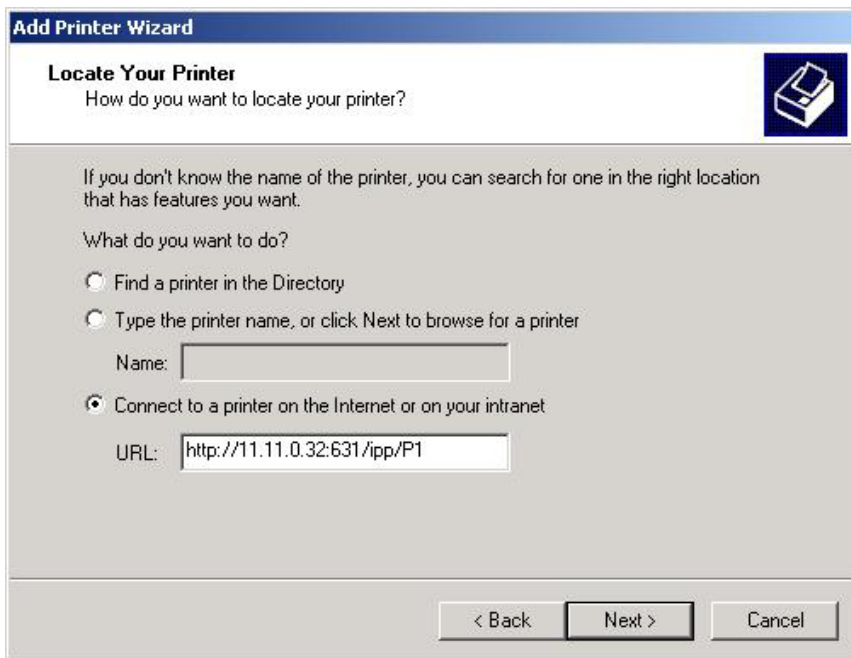 Add Printer Wizard
Locate Your Printer
How do you want to locate your printer?
If you don't know the name of the printer, you can search for one in the right location
that has features you want.
What do you want to do?
Find a printer in the Directory
Type the printer name, or click Next to browse for a printer
Name:
Connect to a printer on the Internet or on your intranet
URL: http://11.11.0.32:631/ipp/P1
< Back Next > Cancel